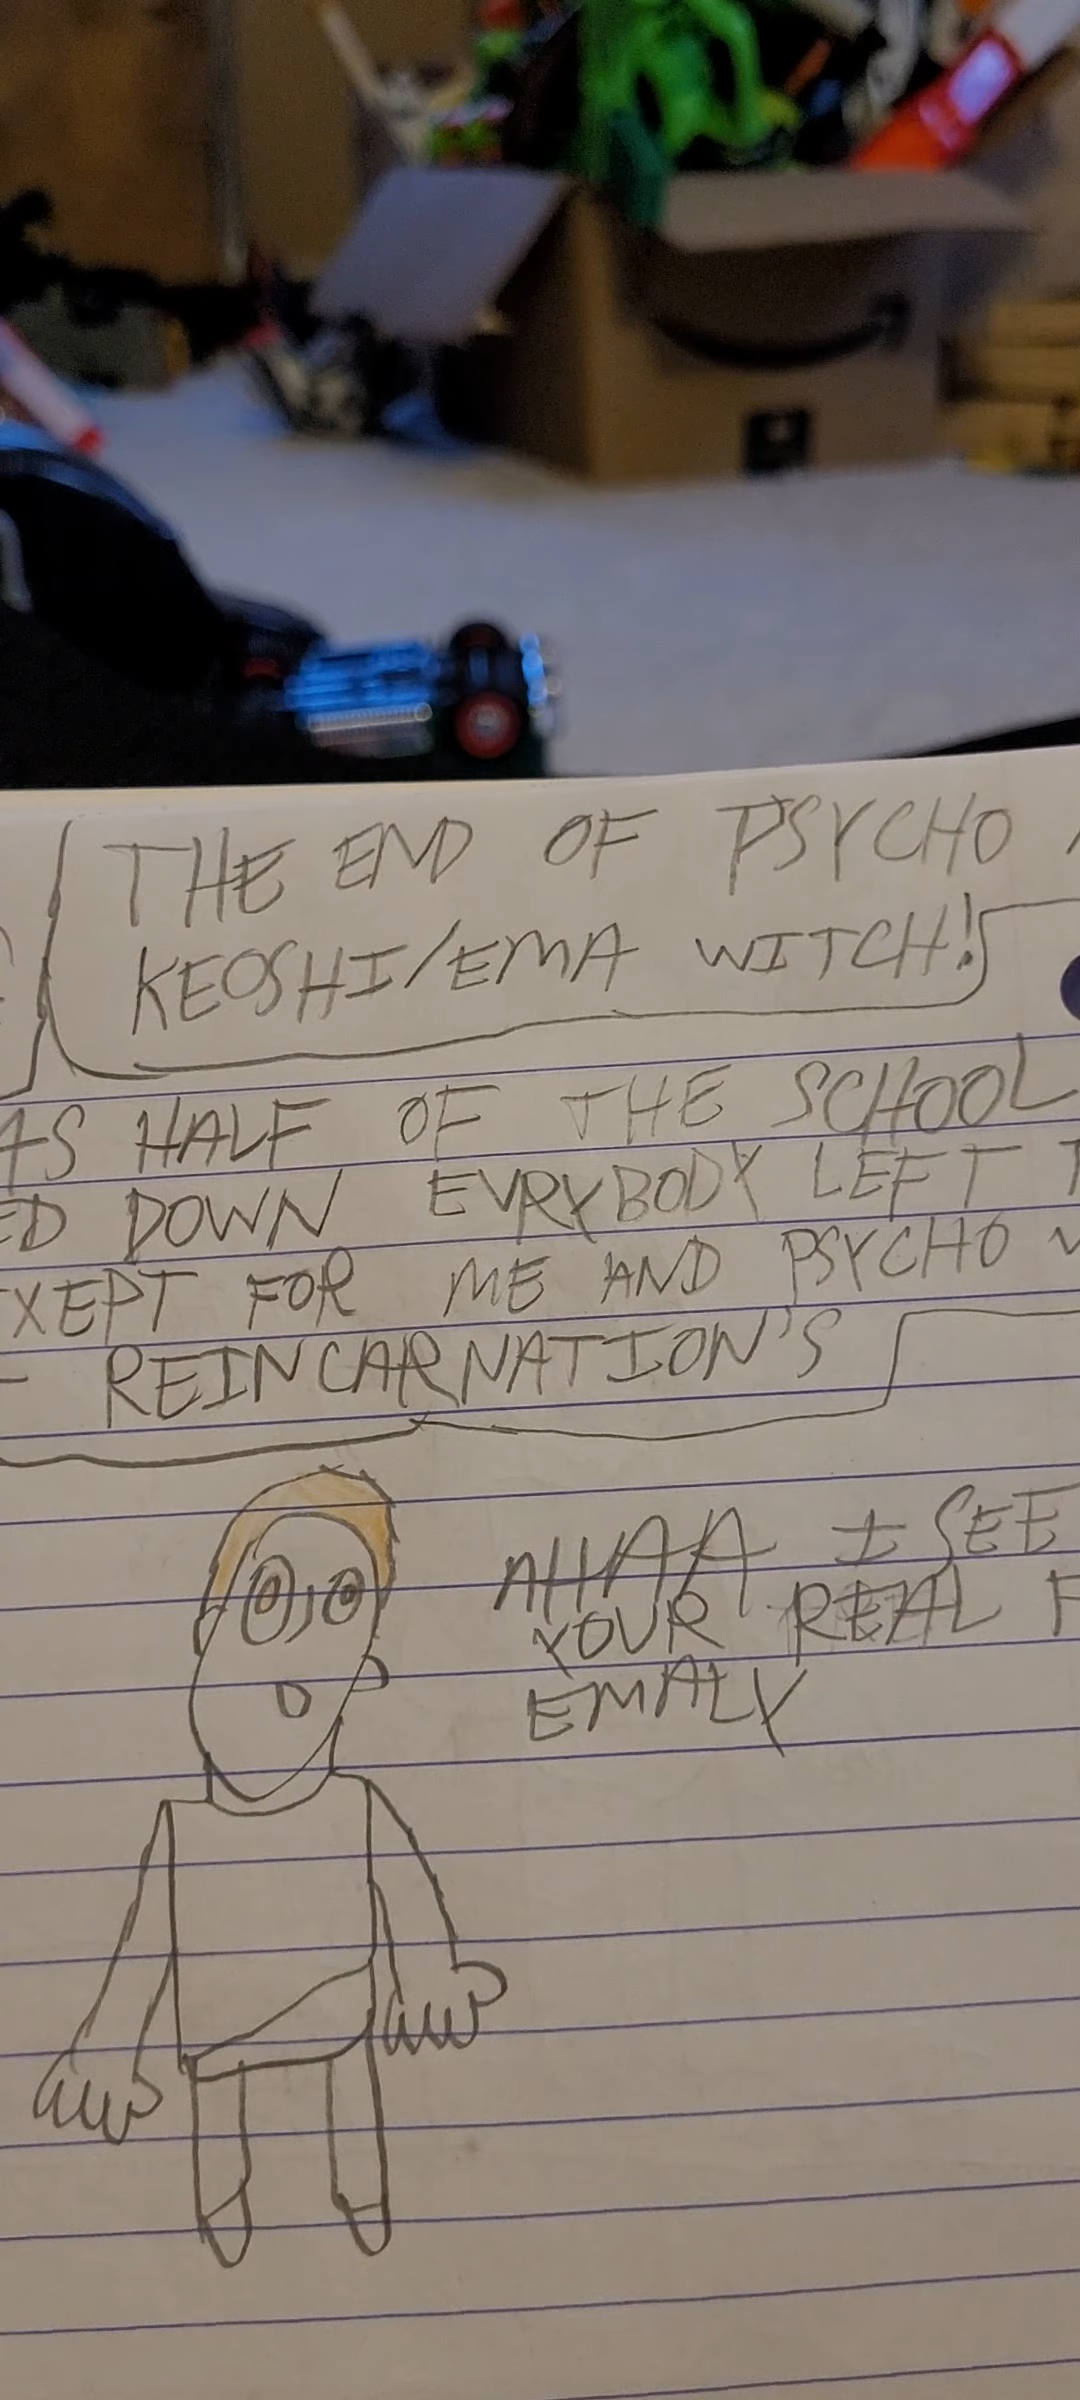 THE END OF PSYCHO
KEOSHI/EMA WITCH!
AS HALF OF THE SCHOOL
ED DOWN EVRYBODY LEFT T
EXEPT FOR ME AND PSYCHO
REINCARNATION'S
AHAA I SEE
YOUR REAL F
EMALY